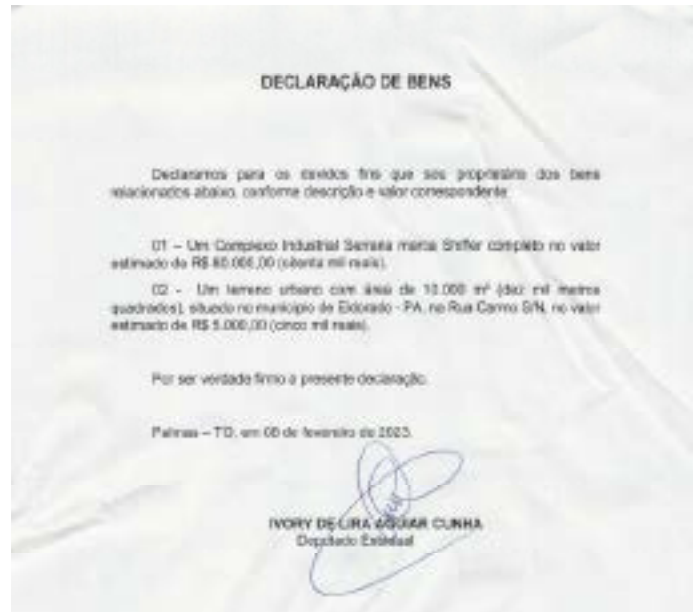 DECLARAÇÃO DE BENS
Declaramos para os devidos fins que sou proprietário dos bens
relacionados abaixo, conforme descrição e valor correspondente:
01 – Um Complexo Industrial Serraria marca Shiffer completo no valor
estimado de R$ 80.000,00 (oitenta mil reais).
02 - Um terreno urbano com área de 10.000 m² (dez mil metros
quadrados), situado no município de Eldorado - PA, na Rua Carmo S/N, no valor
estimado de R$ 5.000,00 (cinco mil reais).
Por ser verdade firmo a presente declaração.
Palmas – TO, em 08 de fevereiro de 2023.
IVORY DE LIRA AGUIAR CUNHA
Deputado Estadual